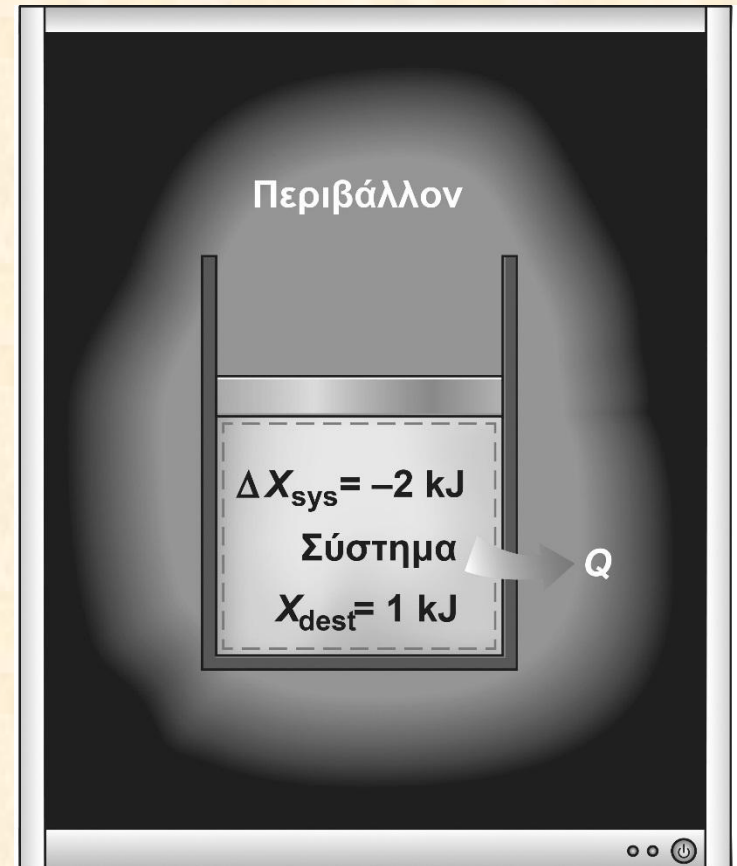 Περιβάλλον
ΔXsys= –2 kJ
Σύστημα
Q
Xdest= 1 kJ